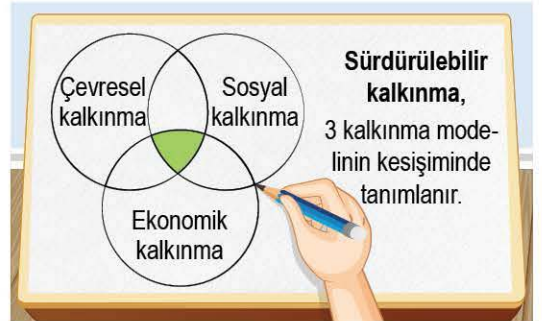 Çevresel
kalkınma
Sosyal
kalkınma
Ekonomik
kalkınma
Sürdürülebilir
kalkınma,
3 kalkınma mode-
linin kesişiminde
tanımlanır.